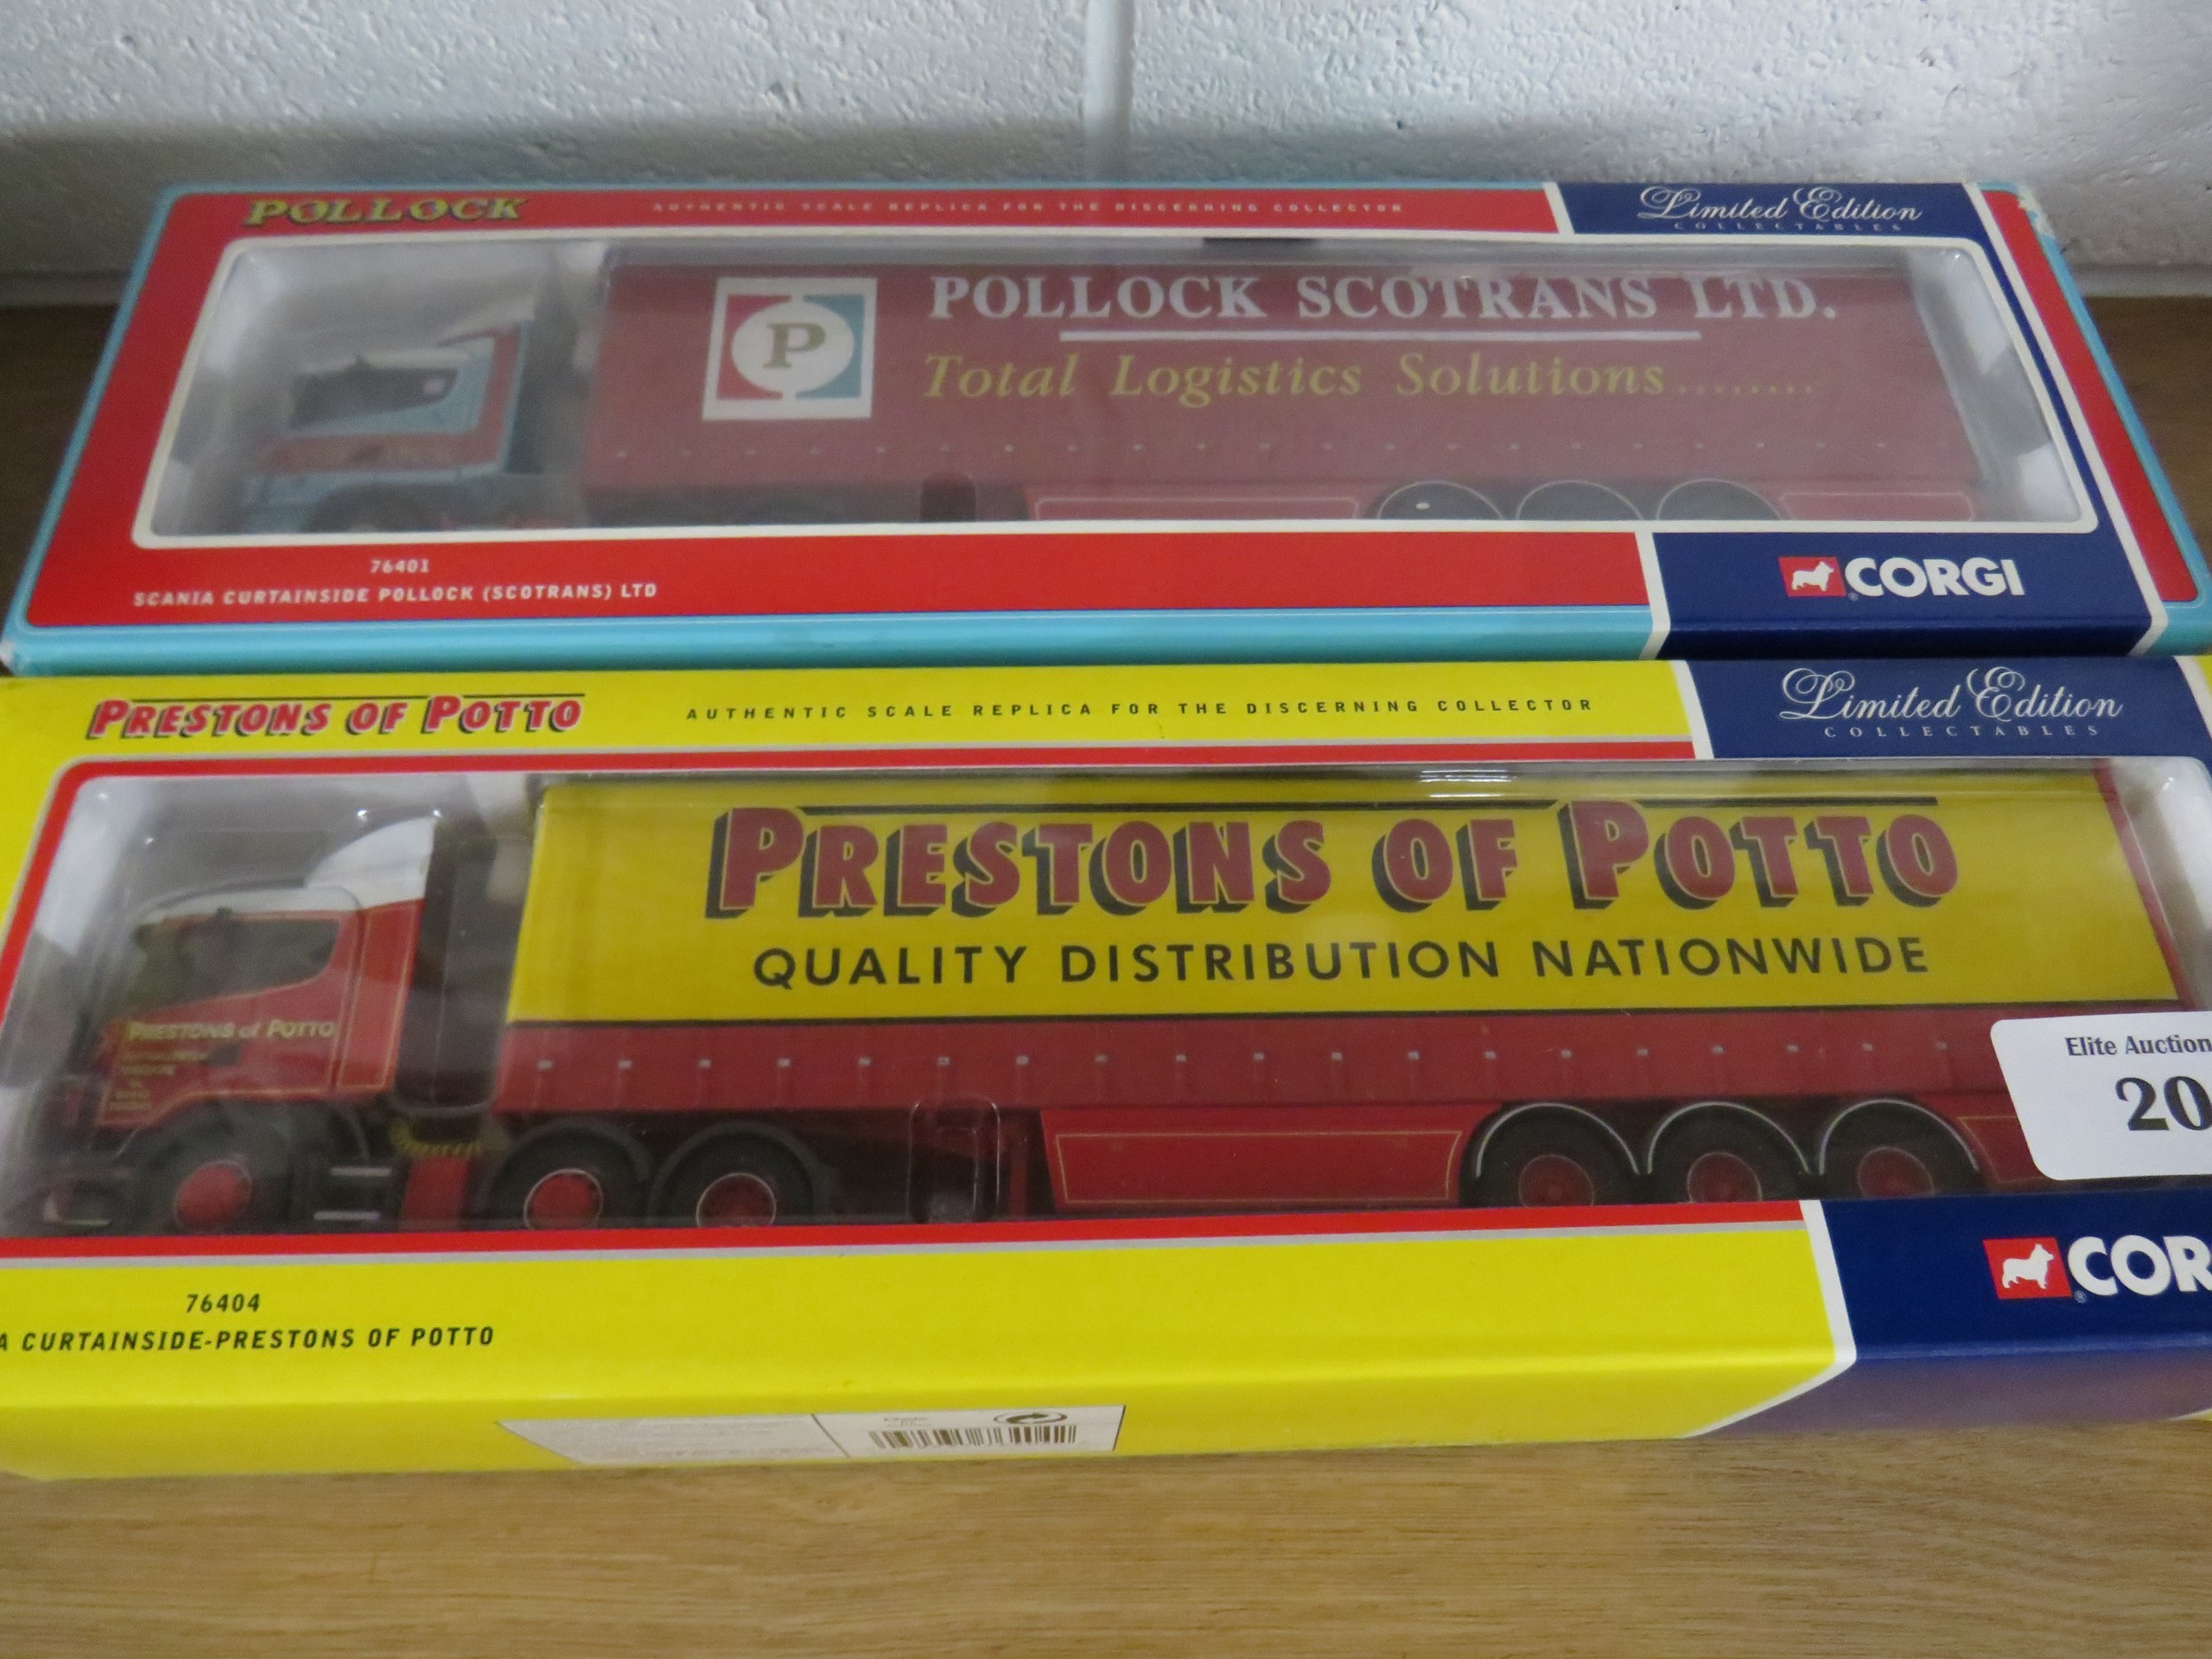 POLLOCK
AUTHENTIC SCALE REPLICA FOR THE DISCERNING COLLECTOR
Limited Edition
COLLECTABLES
P
POLLOCK SCOTRANS LTD.
Total Logistics Solutions........
76401
SCANIA CURTAINSIDE POLLOCK (SCOTRANS) LTD
CORGI
PRESTONS OF POTTO
AUTHENTIC SCALE REPLICA FOR THE DISCERNING COLLECTOR
Limited Edition
COLLECTABLES
PRESTONS OF POTTO
QUALITY DISTRIBUTION NATIONWIDE
PRESTONS of POTTO
Elite Auction
20
COR
76404
A CURTAINSIDE-PRESTONS OF POTTO